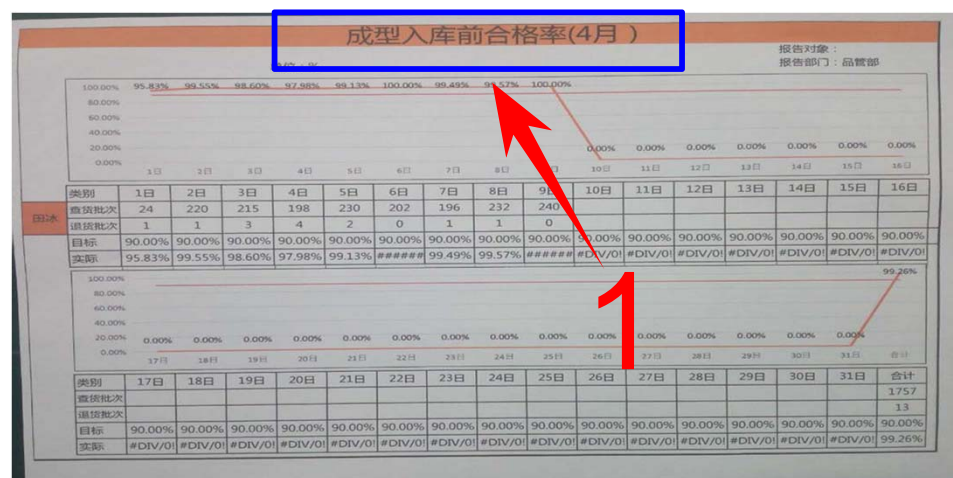 成型入库前合格率(4月 )
报告对象：
报告部门：品管部
100.00% 95.83% 99.55% 98.60% 97.98% 99.13% 100.00% 99.49% 99.57% 100.00%
80.00%
60.00%
40.00%
20.00% 0.00% 0.00% 0.00% 0.00% 0.00% 0.00% 0.00%
0.00%
1日 2日 3日 4日 5日 6日 7日 8日 10日 11日 12日 13日 14日 15日 16日
类别 1日 2日 3日 4日 5日 6日 7日 8日 9日 10日 11日 12日 13日 14日 15日 16日
田冰
查货批次 24 220 215 198 230 202 196 232 240
退货批次 1 1 3 4 2 0 1 1 0
目标 90.00% 90.00% 90.00% 90.00% 90.00% 90.00% 90.00% 90.00% 90.00% 90.00% 90.00% 90.00% 90.00% 90.00% 90.00% 90.00%
实际 95.83% 99.55% 98.60% 97.98% 99.13% ###### 99.49% 99.57% ###### #DIV/0! #DIV/0! #DIV/0! #DIV/0! #DIV/0! #DIV/0! #DIV/0!
1
100.00% 99.26%
80.00%
60.00%
40.00%
20.00% 0.00% 0.00% 0.00% 0.00% 0.00% 0.00% 0.00% 0.00% 0.00% 0.00% 0.00% 0.00% 0.00% 0.00% 0.00%
0.00%
17日 18日 19日 20日 21日 22日 23日 24日 25日 26日 27日 28日 29日 30日 31日 合计
类别 17日 18日 19日 20日 21日 22日 23日 24日 25日 26日 27日 28日 29日 30日 31日 合计
查货批次 1757
退货批次 13
目标 90.00% 90.00% 90.00% 90.00% 90.00% 90.00% 90.00% 90.00% 90.00% 90.00% 90.00% 90.00% 90.00% 90.00% 90.00% 90.00%
实际 #DIV/0! #DIV/0! #DIV/0! #DIV/0! #DIV/0! #DIV/0! #DIV/0! #DIV/0! #DIV/0! #DIV/0! #DIV/0! #DIV/0! #DIV/0! #DIV/0! #DIV/0! 99.26%